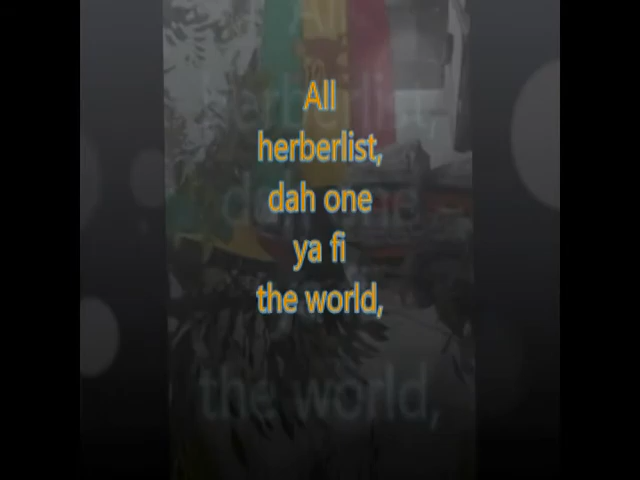 All
herberlist,
dah one
ya fi
the world,